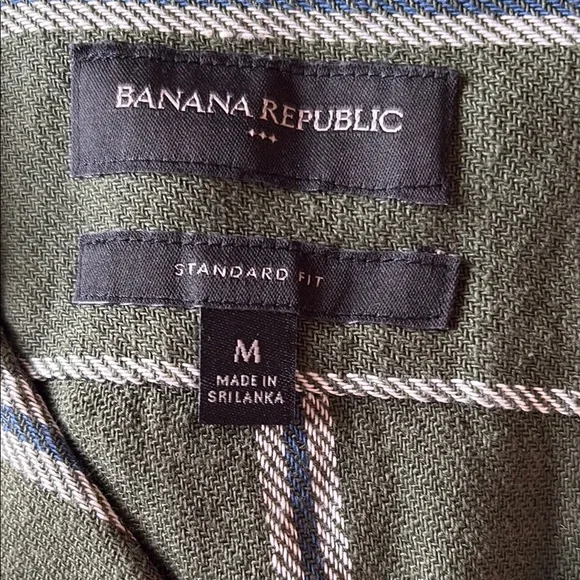 BANANA REPUBLIC
STANDARD FIT
M
MADE IN
SRI LANKA